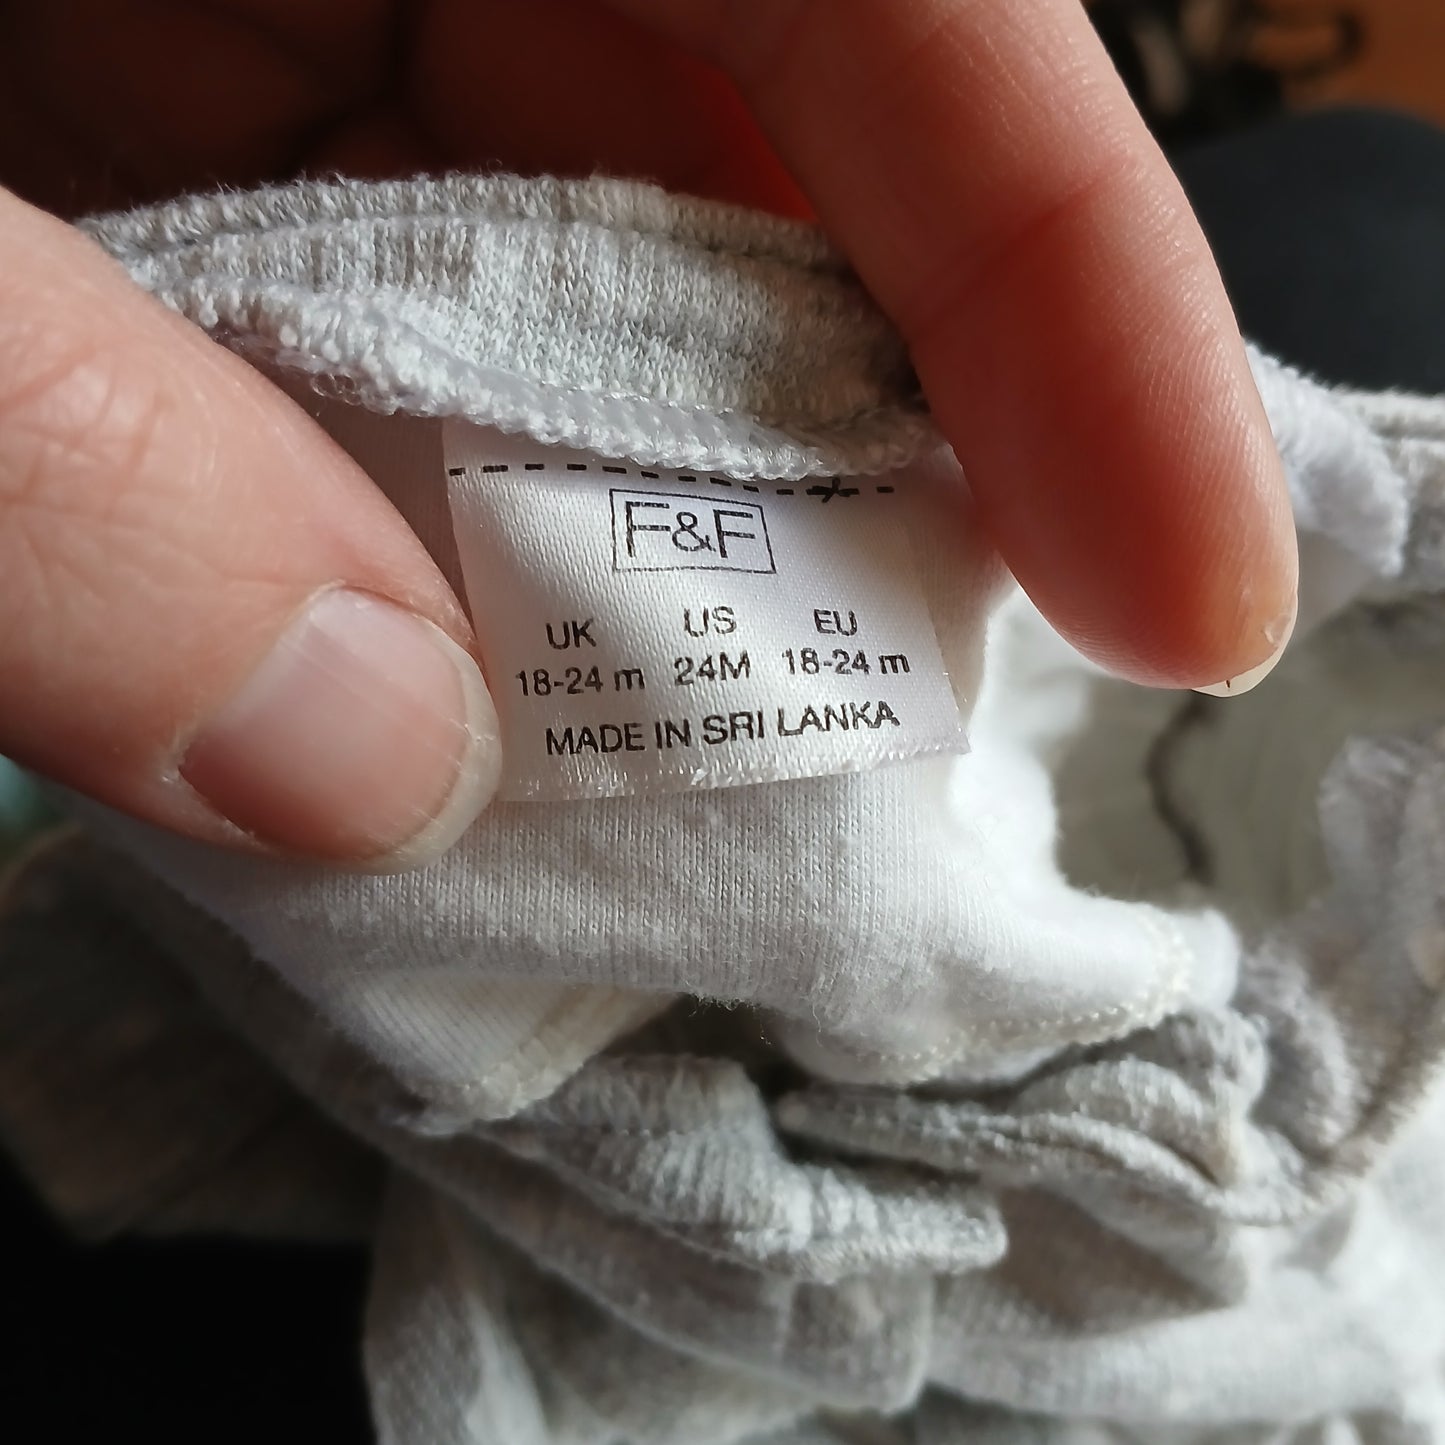 F&F
UK US EU
18-24 m 24M 18-24 m
MADE IN SRI LANKA